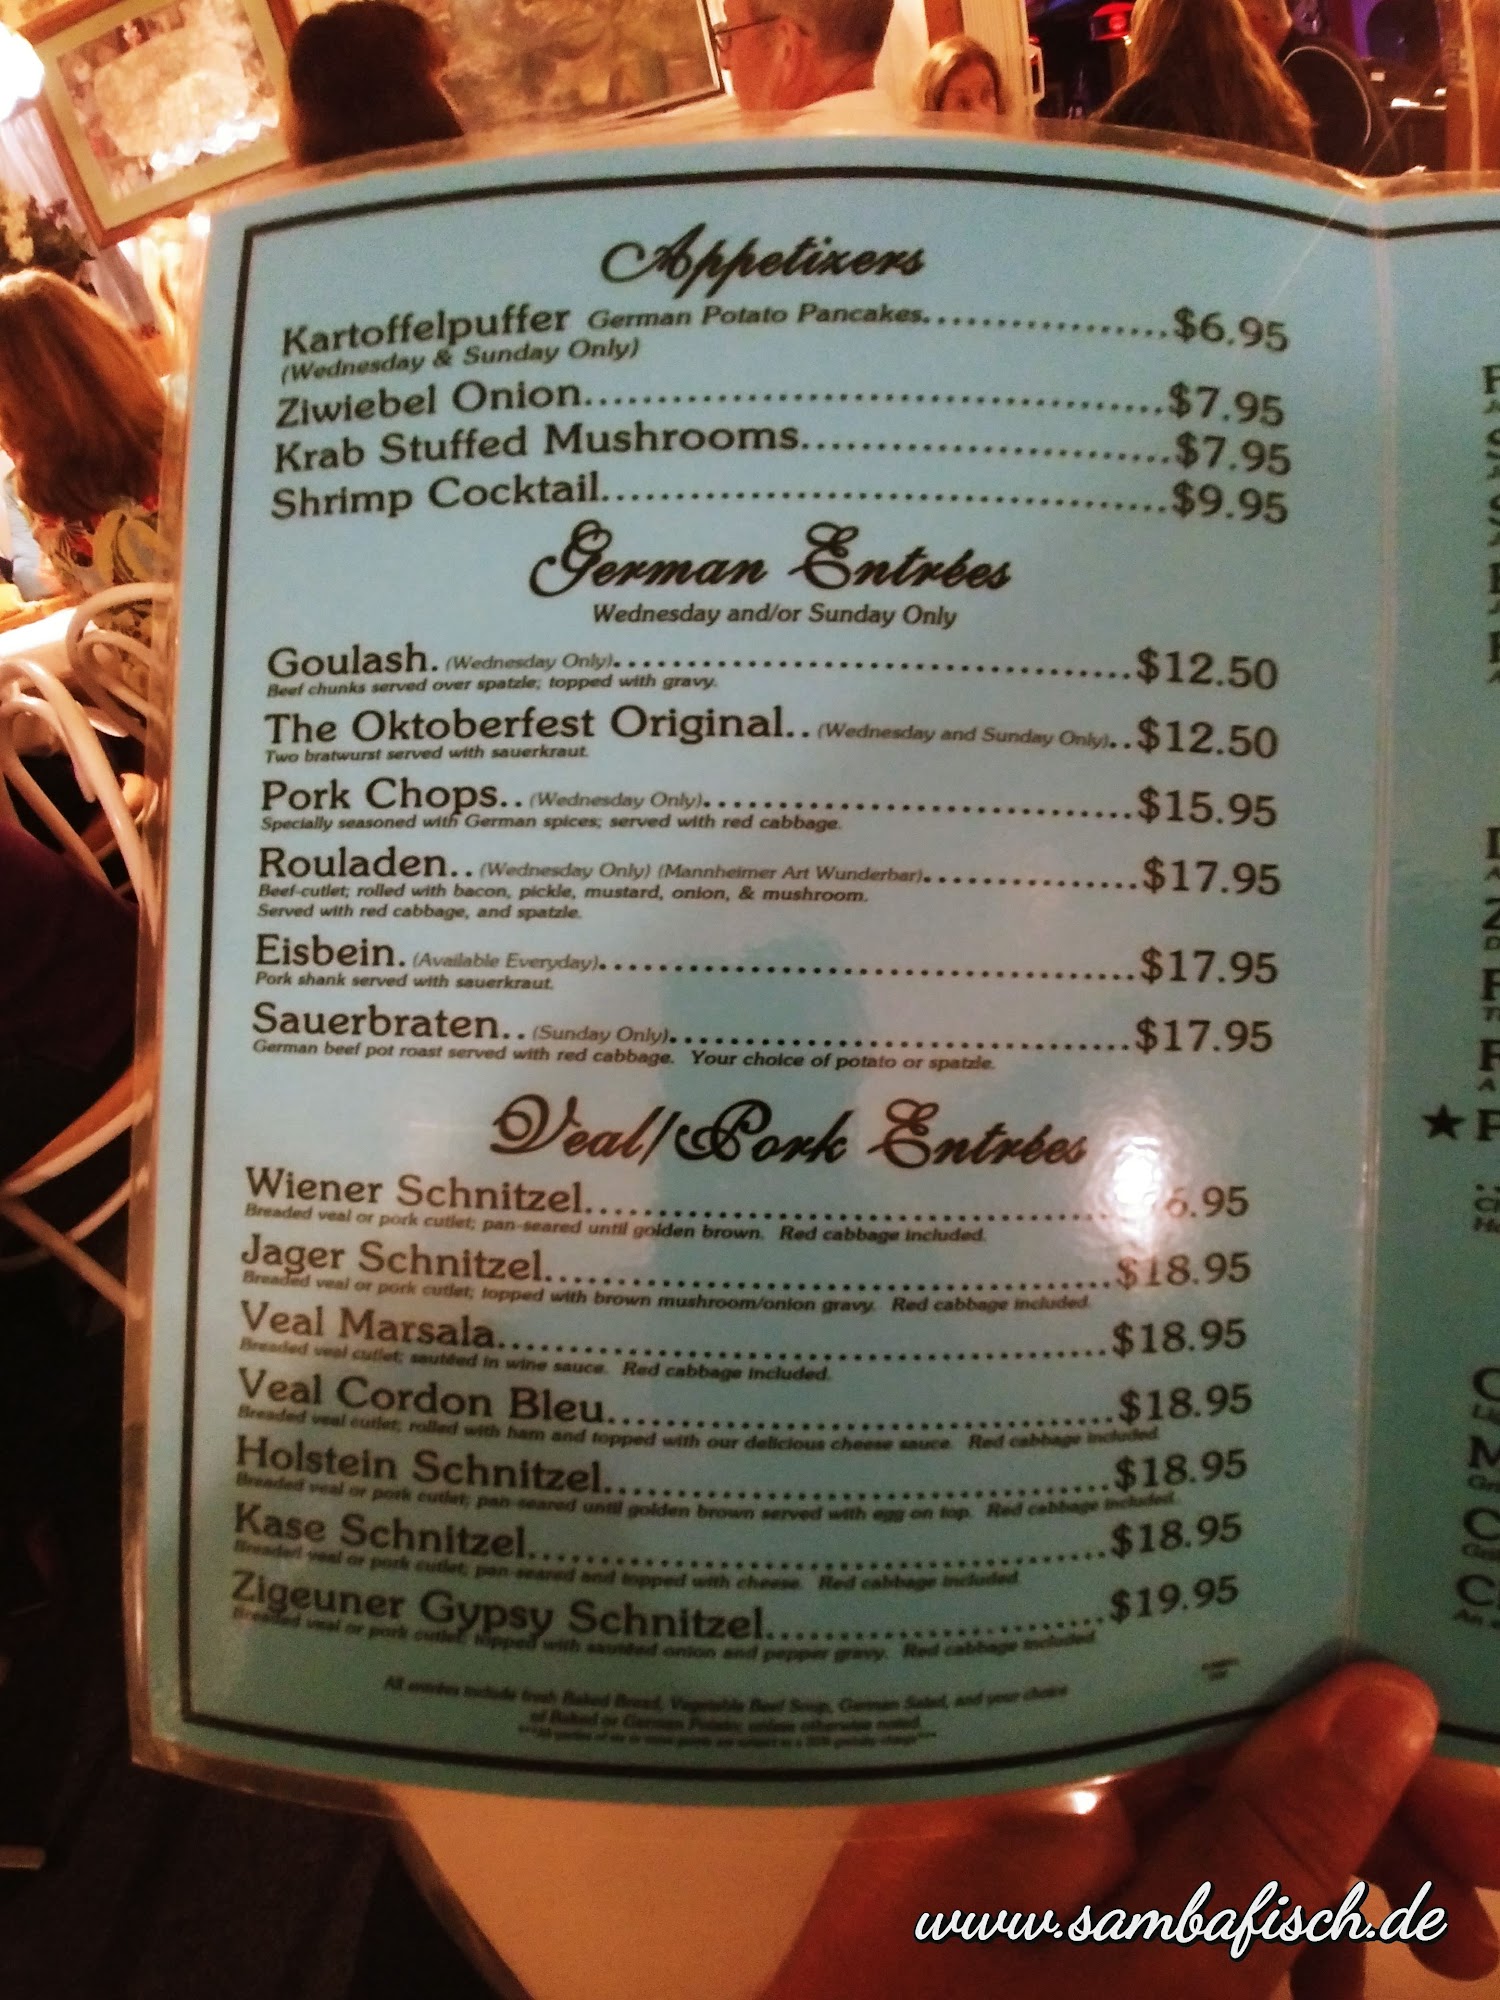 Appetizers
Kartoffelpuffer German Potato Pancakes..................$6.95
(Wednesday & Sunday Only)
Ziwiebel Onion..........................................$7.95
Krab Stuffed Mushrooms..........................$7.95
Shrimp Cocktail........................................$9.95
German Entrées
Wednesday and/or Sunday Only
Goulash. (Wednesday Only)....................................$12.50
Beef chunks served over spatzle; topped with gravy.
The Oktoberfest Original.. (Wednesday and Sunday Only)..$12.50
Two bratwurst served with sauerkraut.
Pork Chops.. (Wednesday Only)..............................$15.95
Specially seasoned with German spices; served with red cabbage.
Rouladen.. (Wednesday Only) (Mannheimer Art Wunderbar)...............$17.95
Beef-cutlet; rolled with bacon, pickle, mustard, onion, & mushroom.
Served with red cabbage, and spatzle.
Eisbein. (Available Everyday)....................................$17.95
Pork shank served with sauerkraut.
Sauerbraten.. (Sunday Only)................................$17.95
German beef pot roast served with red cabbage. Your choice of potato or spatzle.
Veal/Pork Entrées
Wiener Schnitzel.................................... 6.95
Breaded veal or pork cutlet; pan-seared until golden brown. Red cabbage included.
Jager Schnitzel.......................................$18.95
Breaded veal or pork cutlet; topped with brown mushroom/onion gravy. Red cabbage included.
Veal Marsala..........................................$18.95
Breaded veal cutlet; sautéed in wine sauce. Red cabbage included.
Veal Cordon Bleu...................................$18.95
Breaded veal cutlet; rolled with ham and topped with our delicious cheese sauce. Red cabbage included.
Holstein Schnitzel...................................$18.95
Breaded veal or pork cutlet; pan-seared until golden brown served with egg on top. Red cabbage included.
Kase Schnitzel........................................$18.95
Breaded veal or pork cutlet; pan-seared and topped with cheese. Red cabbage included.
Zigeuner Gypsy Schnitzel.......................$19.95
Breaded veal or pork cutlet; topped with sautéed onion and pepper gravy. Red cabbage included.
All entrées include fresh Baked Bread, Vegetable Beef Soup, German Salad, and your choice
of Baked or German Potato; unless otherwise noted.
www.sambafisch.de